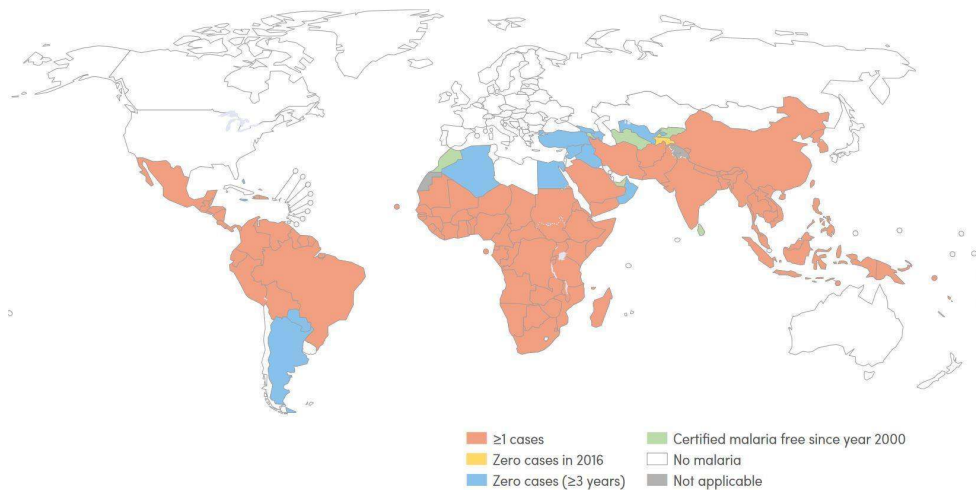 ≥1 cases
Zero cases in 2016
Zero cases (≥3 years)
Certified malaria free since year 2000
No malaria
Not applicable